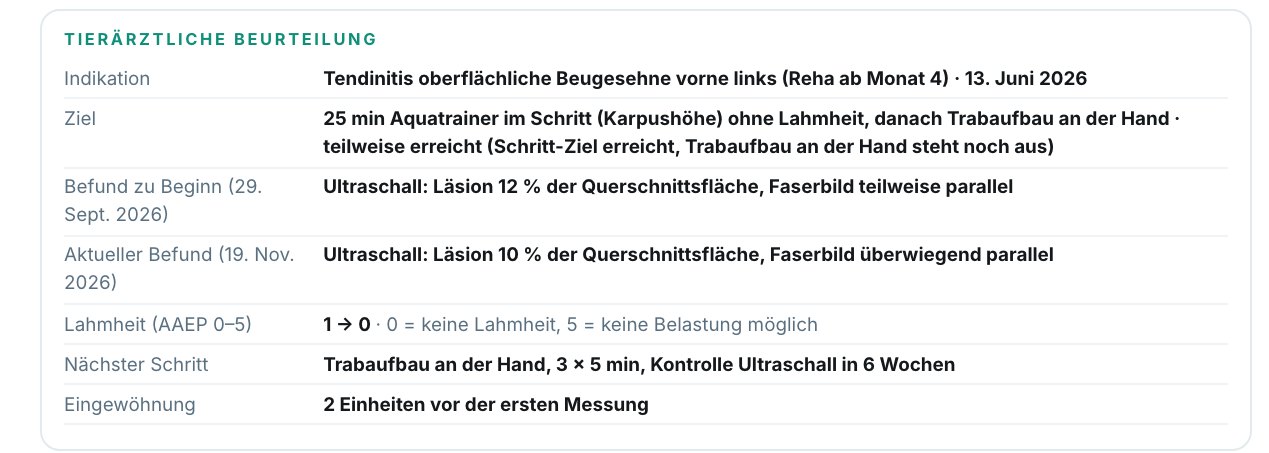 TIERÄRZTLICHE BEURTEILUNG
Indikation Tendinitis oberflächliche Beugesehne vorne links (Reha ab Monat 4) · 13. Juni 2026
Ziel 25 min Aquatrainer im Schritt (Karpushöhe) ohne Lahmheit, danach Trabaufbau an der Hand ·
teilweise erreicht (Schritt-Ziel erreicht, Trabaufbau an der Hand steht noch aus)
Befund zu Beginn (29. Ultraschall: Läsion 12 % der Querschnittsfläche, Faserbild teilweise parallel
Sept. 2026)
Aktueller Befund (19. Nov. Ultraschall: Läsion 10 % der Querschnittsfläche, Faserbild überwiegend parallel
2026)
Lahmheit (AAEP 0–5) 1 → 0 · 0 = keine Lahmheit, 5 = keine Belastung möglich
Nächster Schritt Trabaufbau an der Hand, 3 × 5 min, Kontrolle Ultraschall in 6 Wochen
Eingewöhnung 2 Einheiten vor der ersten Messung